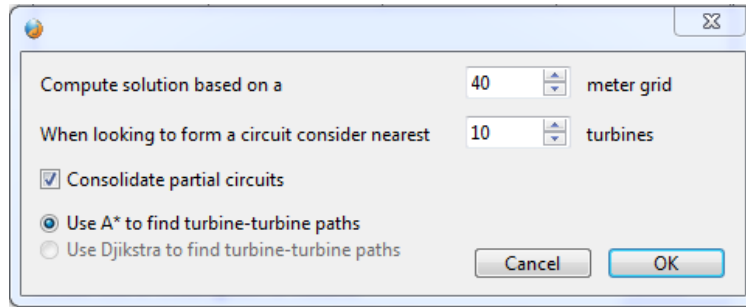 Compute solution based on a 40 meter grid
When looking to form a circuit consider nearest 10 turbines
Consolidate partial circuits
Use A* to find turbine-turbine paths
Use Djikstra to find turbine-turbine paths
Cancel OK